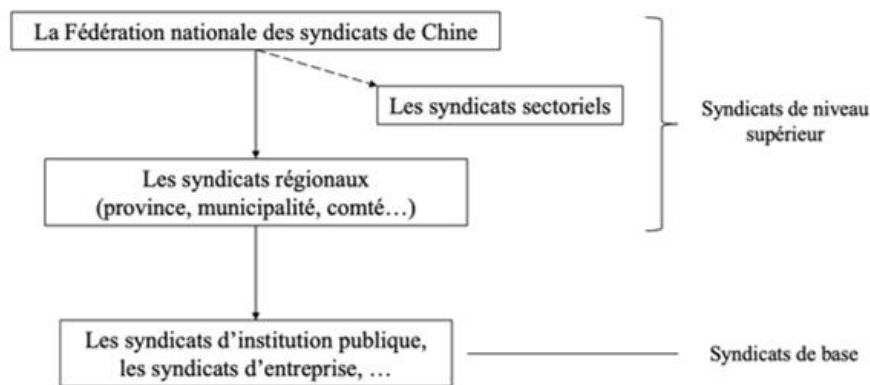 La Fédération nationale des syndicats de Chine
Les syndicats sectoriels
Syndicats de niveau
supérieur
Les syndicats régionaux
(province, municipalité, comté…)
Les syndicats d'institution publique,
les syndicats d'entreprise, …
Syndicats de base